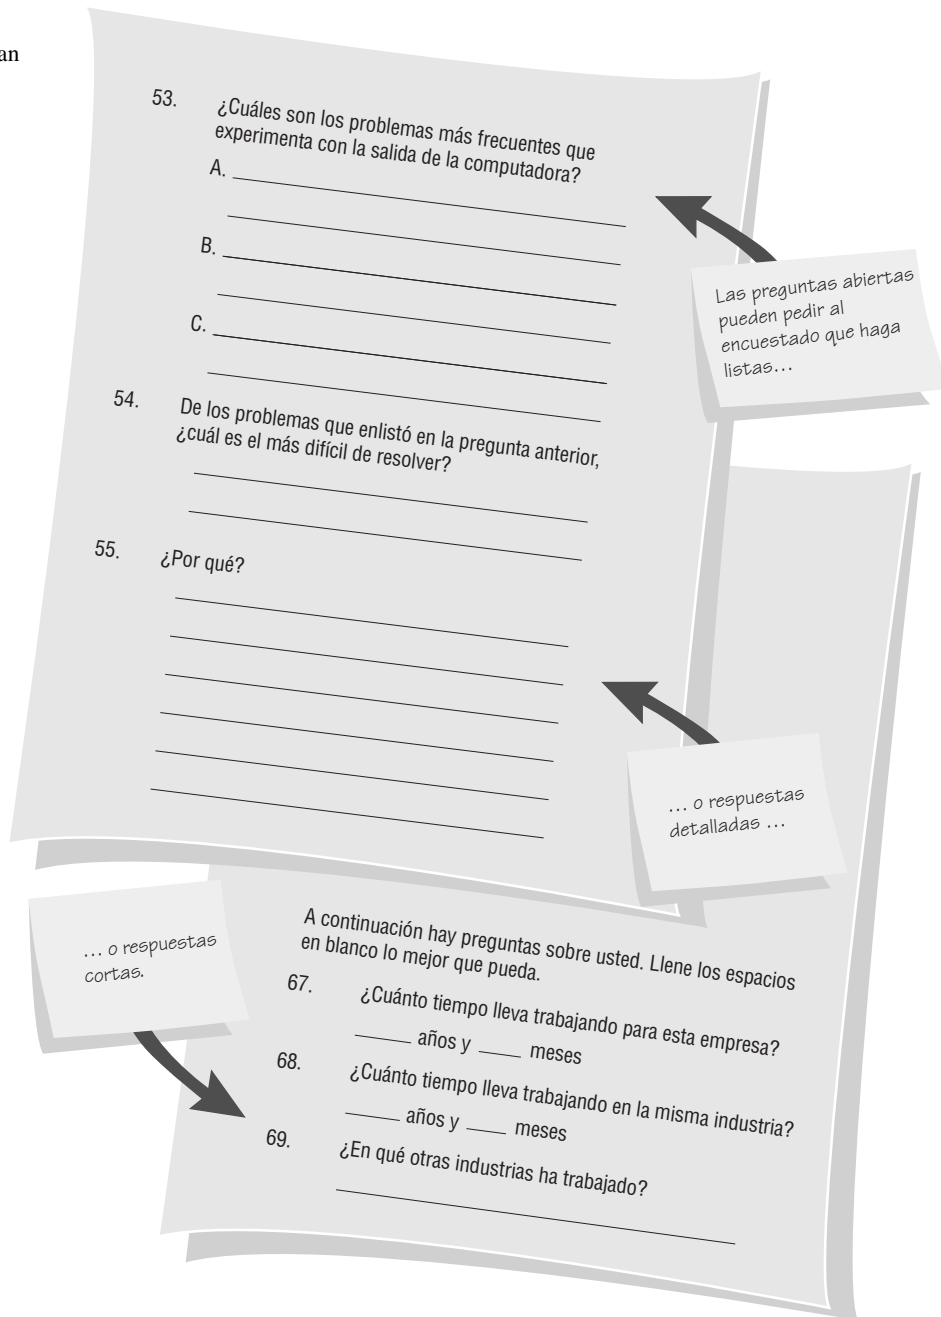 an
53. ¿Cuáles son los problemas más frecuentes que
experimenta con la salida de la computadora?
A.
B.
C.
Las preguntas abiertas
pueden pedir al
encuestado que haga
listas...
54. De los problemas que enlistó en la pregunta anterior,
¿cuál es el más difícil de resolver?
55. ¿Por qué?
... o respuestas
detalladas ...
... o respuestas
cortas.
A continuación hay preguntas sobre usted. Llene los espacios
en blanco lo mejor que pueda.
67. ¿Cuánto tiempo lleva trabajando para esta empresa?
____ años y ____ meses
68. ¿Cuánto tiempo lleva trabajando en la misma industria?
____ años y ____ meses
69. ¿En qué otras industrias ha trabajado?